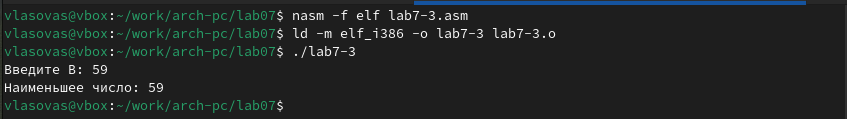 vlasovas@vbox:~/work/arch-pc/lab07$ nasm -f elf lab7-3.asm
vlasovas@vbox:~/work/arch-pc/lab07$ ld -m elf_i386 -o lab7-3 lab7-3.o
vlasovas@vbox:~/work/arch-pc/lab07$ ./lab7-3
Введите В: 59
Наименьшее число: 59
vlasovas@vbox:~/work/arch-pc/lab07$